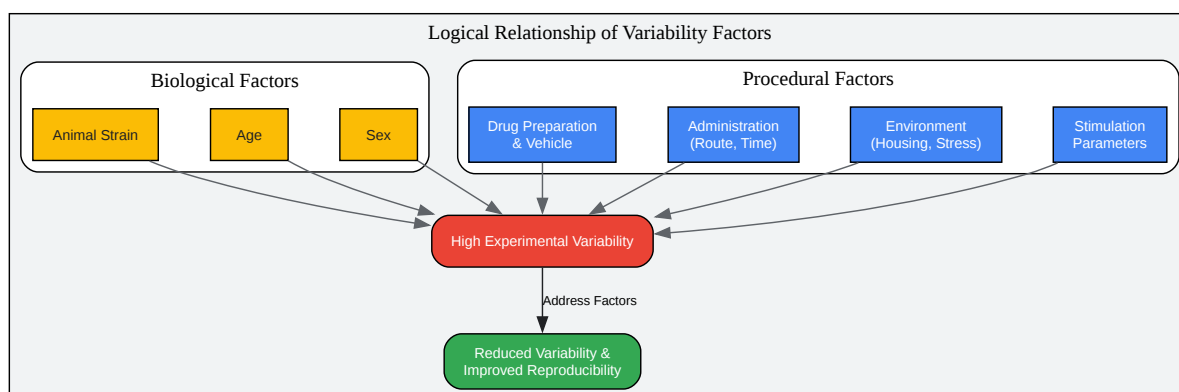 Logical Relationship of Variability Factors
Biological Factors
Procedural Factors
Animal Strain
Age
Sex
Drug Preparation
& Vehicle
Administration
(Route, Time)
Environment
(Housing, Stress)
Stimulation
Parameters
High Experimental Variability
Address Factors
Reduced Variability &
Improved Reproducibility